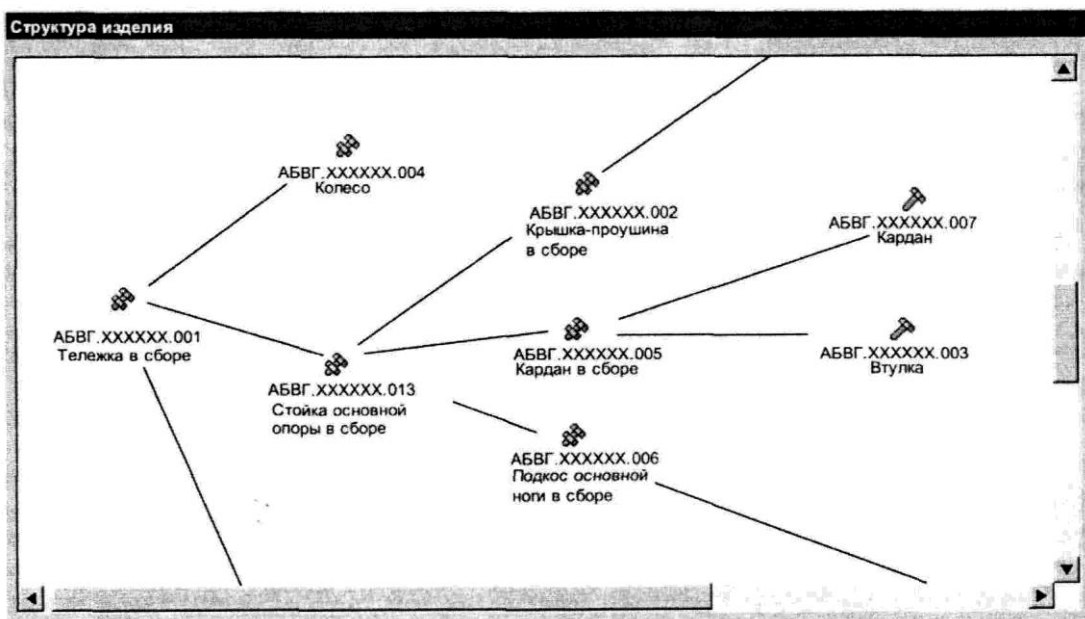 Структура изделия
АБВГ.XXXXXX.004
Колесо
АБВГ.XXXXXX.002
Крышка-проушина
в сборе
АБВГ.XXXXXX.007
Кардан
АБВГ.XXXXXX.001
Тележка в сборе
АБВГ.XXXXXX.013
Стойка основной
опоры в сборе
АБВГ.XXXXXX.005
Кардан в сборе
АБВГ.XXXXXX.003
Втулка
АБВГ.XXXXXX.006
Подкос основной
ноги в сборе